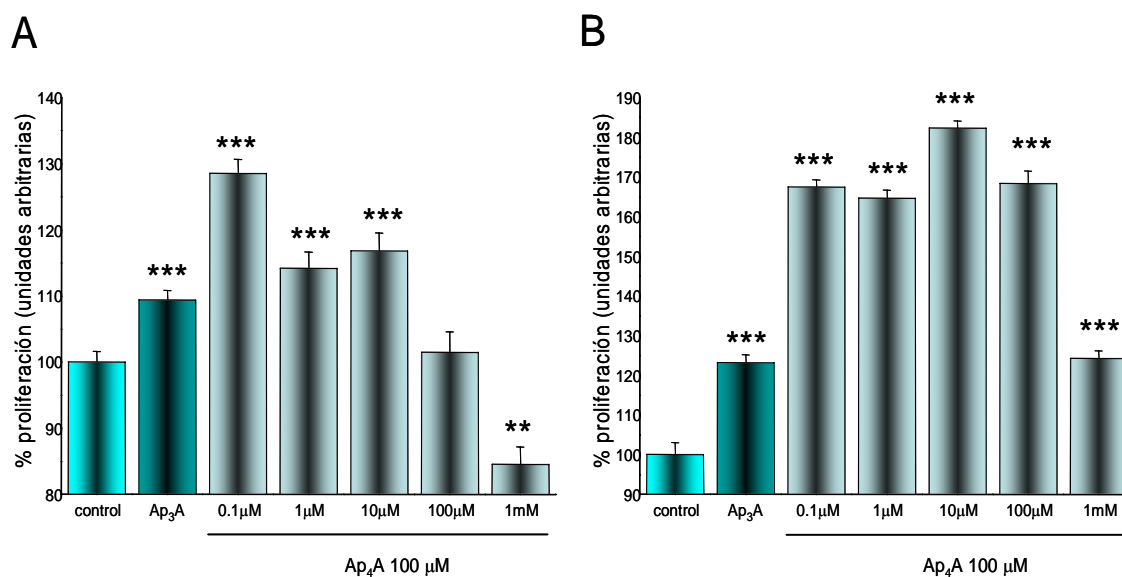 A
% proliferación (unidades arbitrarias)
140
130
120
110
100
90
80
***
***
***
***
**
control
Ap₃A
0.1µM
1µM
10µM
100µM
1mM
Ap₄A 100 µM
B
% proliferación (unidades arbitrarias)
190
180
170
160
150
140
130
120
110
100
90
***
***
***
***
***
***
control
Ap₃A
0.1µM
1µM
10µM
100µM
1mM
Ap₄A 100 µM